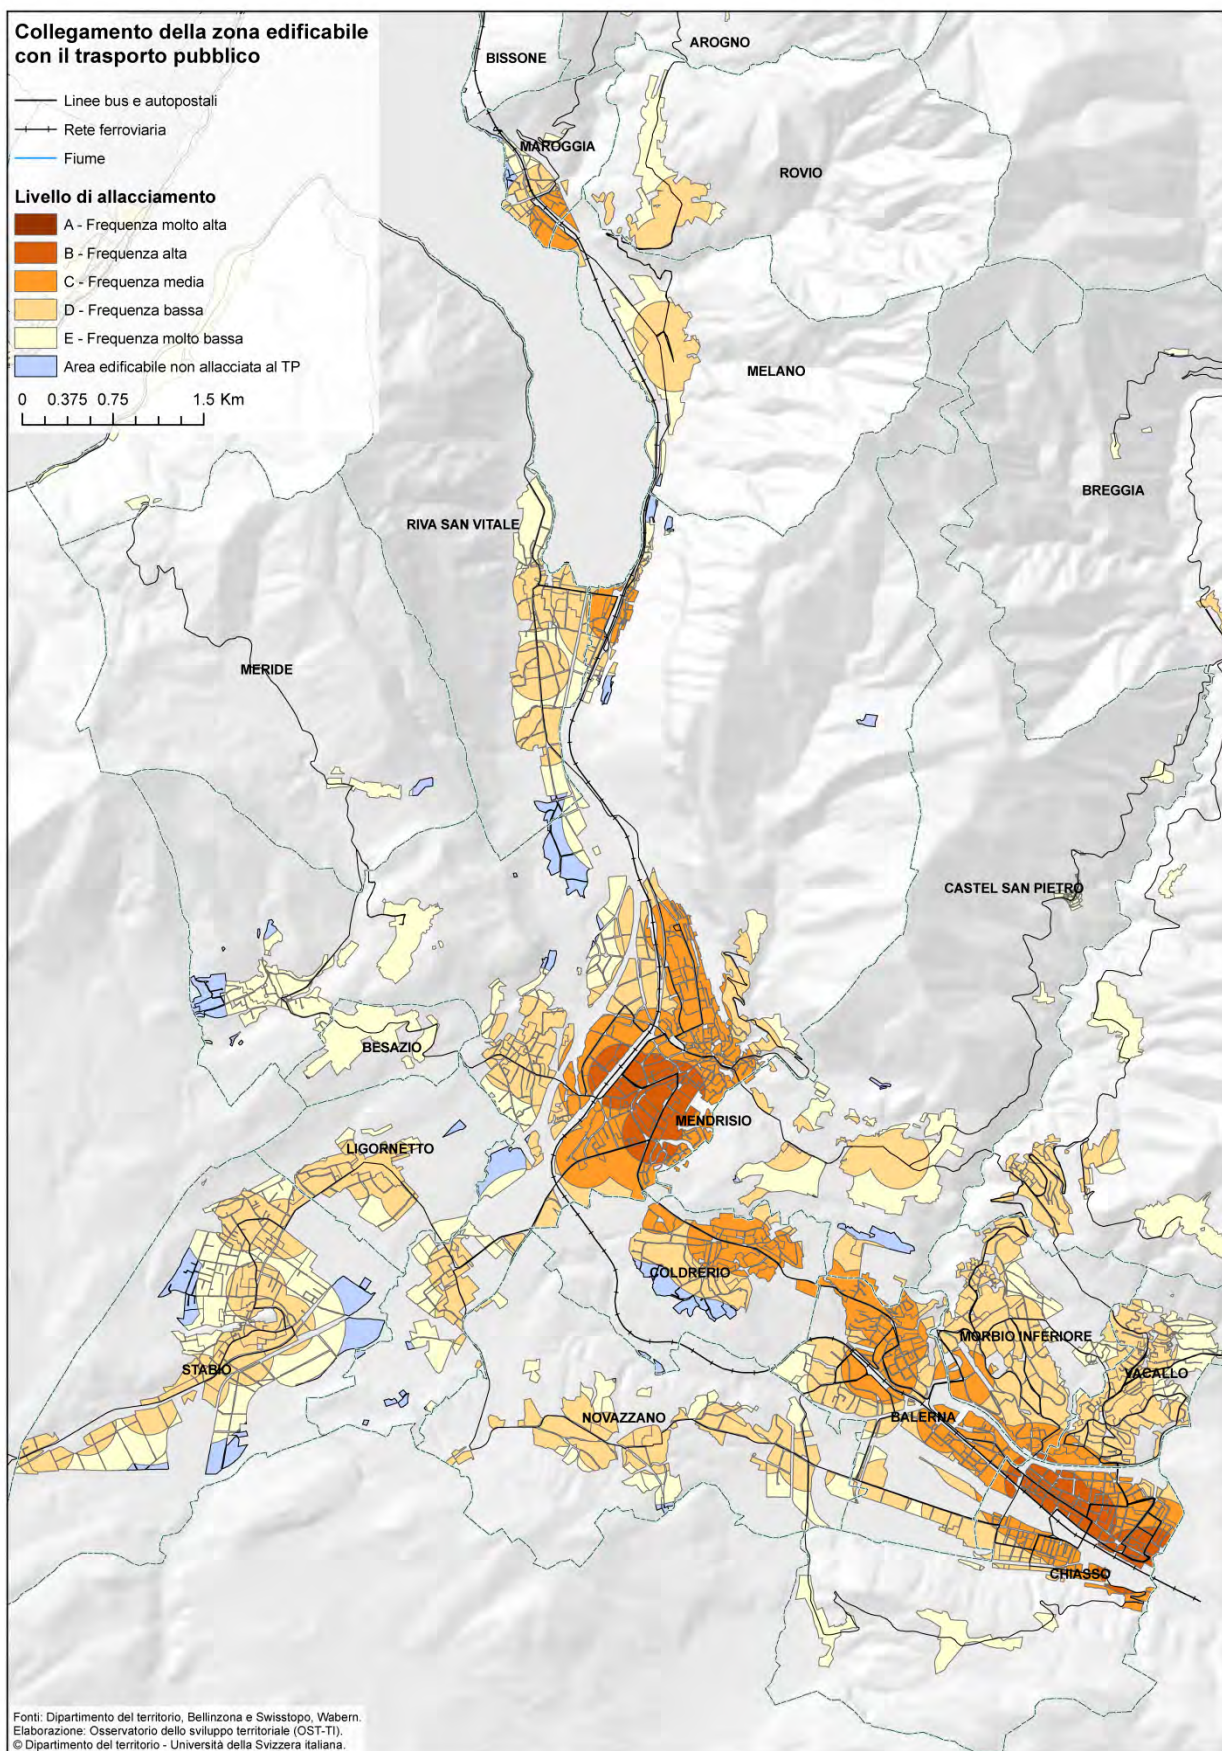 Collegamento della zona edificabile
con il trasporto pubblico
Linee bus e autopostali
Rete ferroviaria
Fiume
Livello di allacciamento
A - Frequenza molto alta
B - Frequenza alta
C - Frequenza media
D - Frequenza bassa
E - Frequenza molto bassa
Area edificabile non allacciata al TP
0 0.375 0.75 1.5 Km
AROGNO
BISSONE
MAROGGIA
ROVIO
MELANO
BREGGIA
RIVA SAN VITALE
MERIDE
CASTEL SAN PIETRO
BESAZIO
MENDRISIO
LIGORNETTO
COLDRERIO
MORBIO INFERIORE
STABIO
VACALLO
NOVAZZANO
BALERNA
CHIASSO
Fonti: Dipartimento del territorio, Bellinzona e Swisstopo, Wabern.
Elaborazione: Osservatorio dello sviluppo territoriale (OST-TI).
© Dipartimento del territorio - Università della Svizzera italiana.